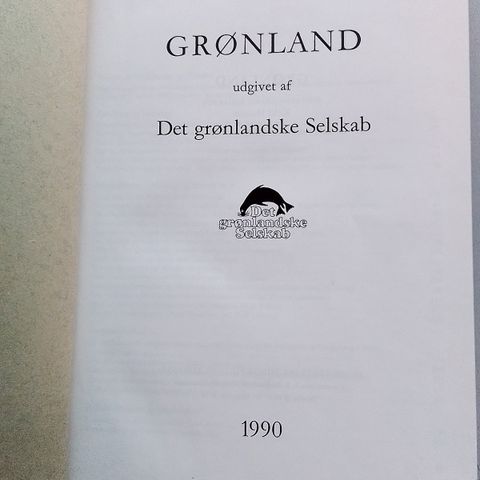 GRØNLAND
udgivet af
Det grønlandske Selskab
Det
grønlandske
Selskab
1990